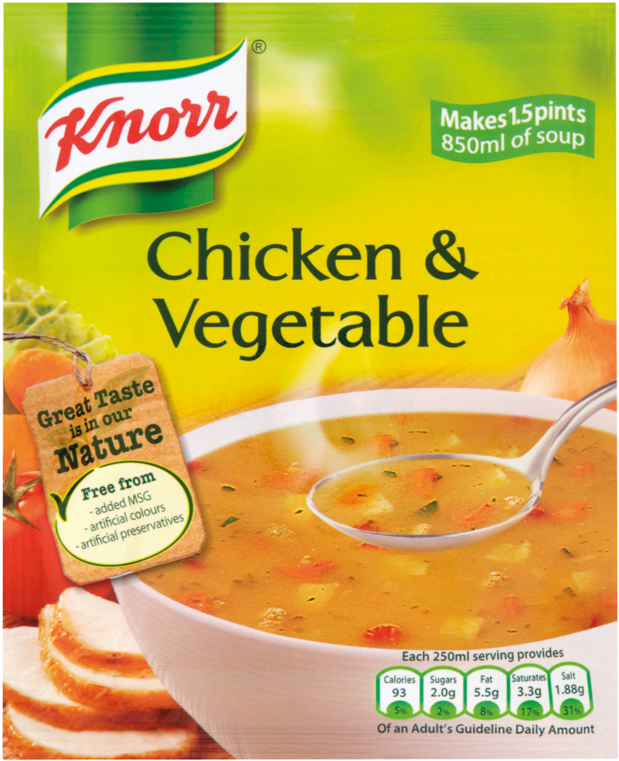 Knorr®
Makes 1.5 pints
850ml of soup
Chicken &
Vegetable
Great Taste
is in our
Nature
Free from
- added MSG
- artificial colours
- artificial preservatives
Each 250ml serving provides
Calories Sugars Fat Saturates Salt
93 2.0g 5.5g 3.3g 1.88g
5% 2% 8% 17% 31%
Of an Adult's Guideline Daily Amount